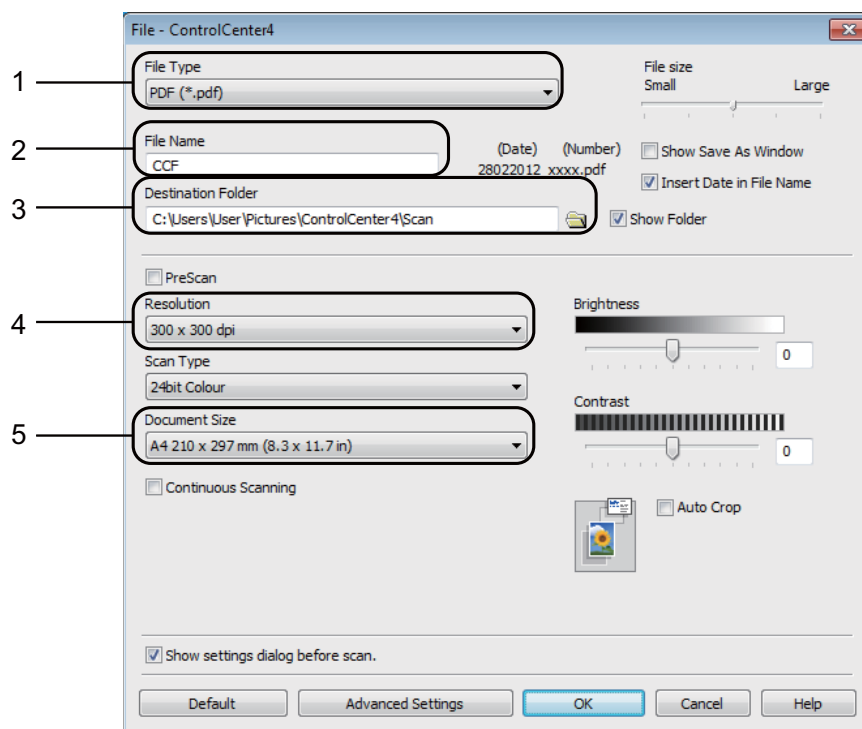 File - ControlCenter4
1
File Type
PDF (*.pdf)
File size
Small Large
2
File Name
CCF
(Date) (Number)
28022012 xxxx.pdf
Show Save As Window
Insert Date in File Name
3
Destination Folder
C:\Users\User\Pictures\ControlCenter4\Scan
Show Folder
PreScan
4
Resolution
300 x 300 dpi
Scan Type
24bit Colour
5
Document Size
A4 210 x 297 mm (8.3 x 11.7 in)
Continuous Scanning
Brightness
0
Contrast
0
Auto Crop
Show settings dialog before scan.
Default Advanced Settings OK Cancel Help